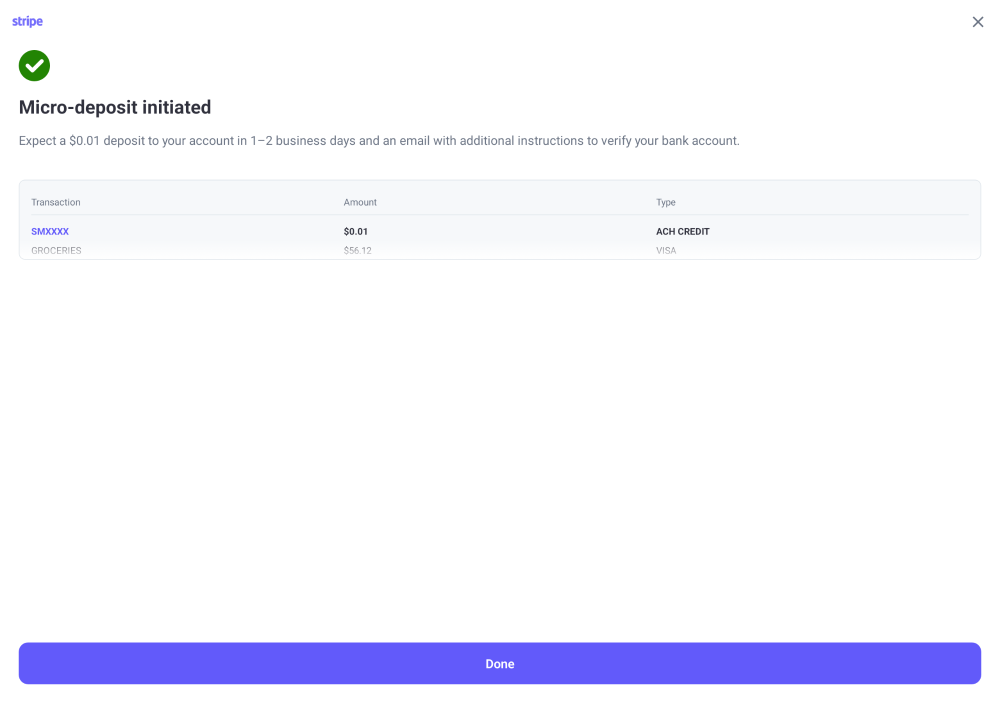 stripe
Micro-deposit initiated
Expect a $0.01 deposit to your account in 1–2 business days and an email with additional instructions to verify your bank account.
Transaction Amount Type
SMXXXX $0.01 ACH CREDIT
GROCERIES $56.12 VISA
Done